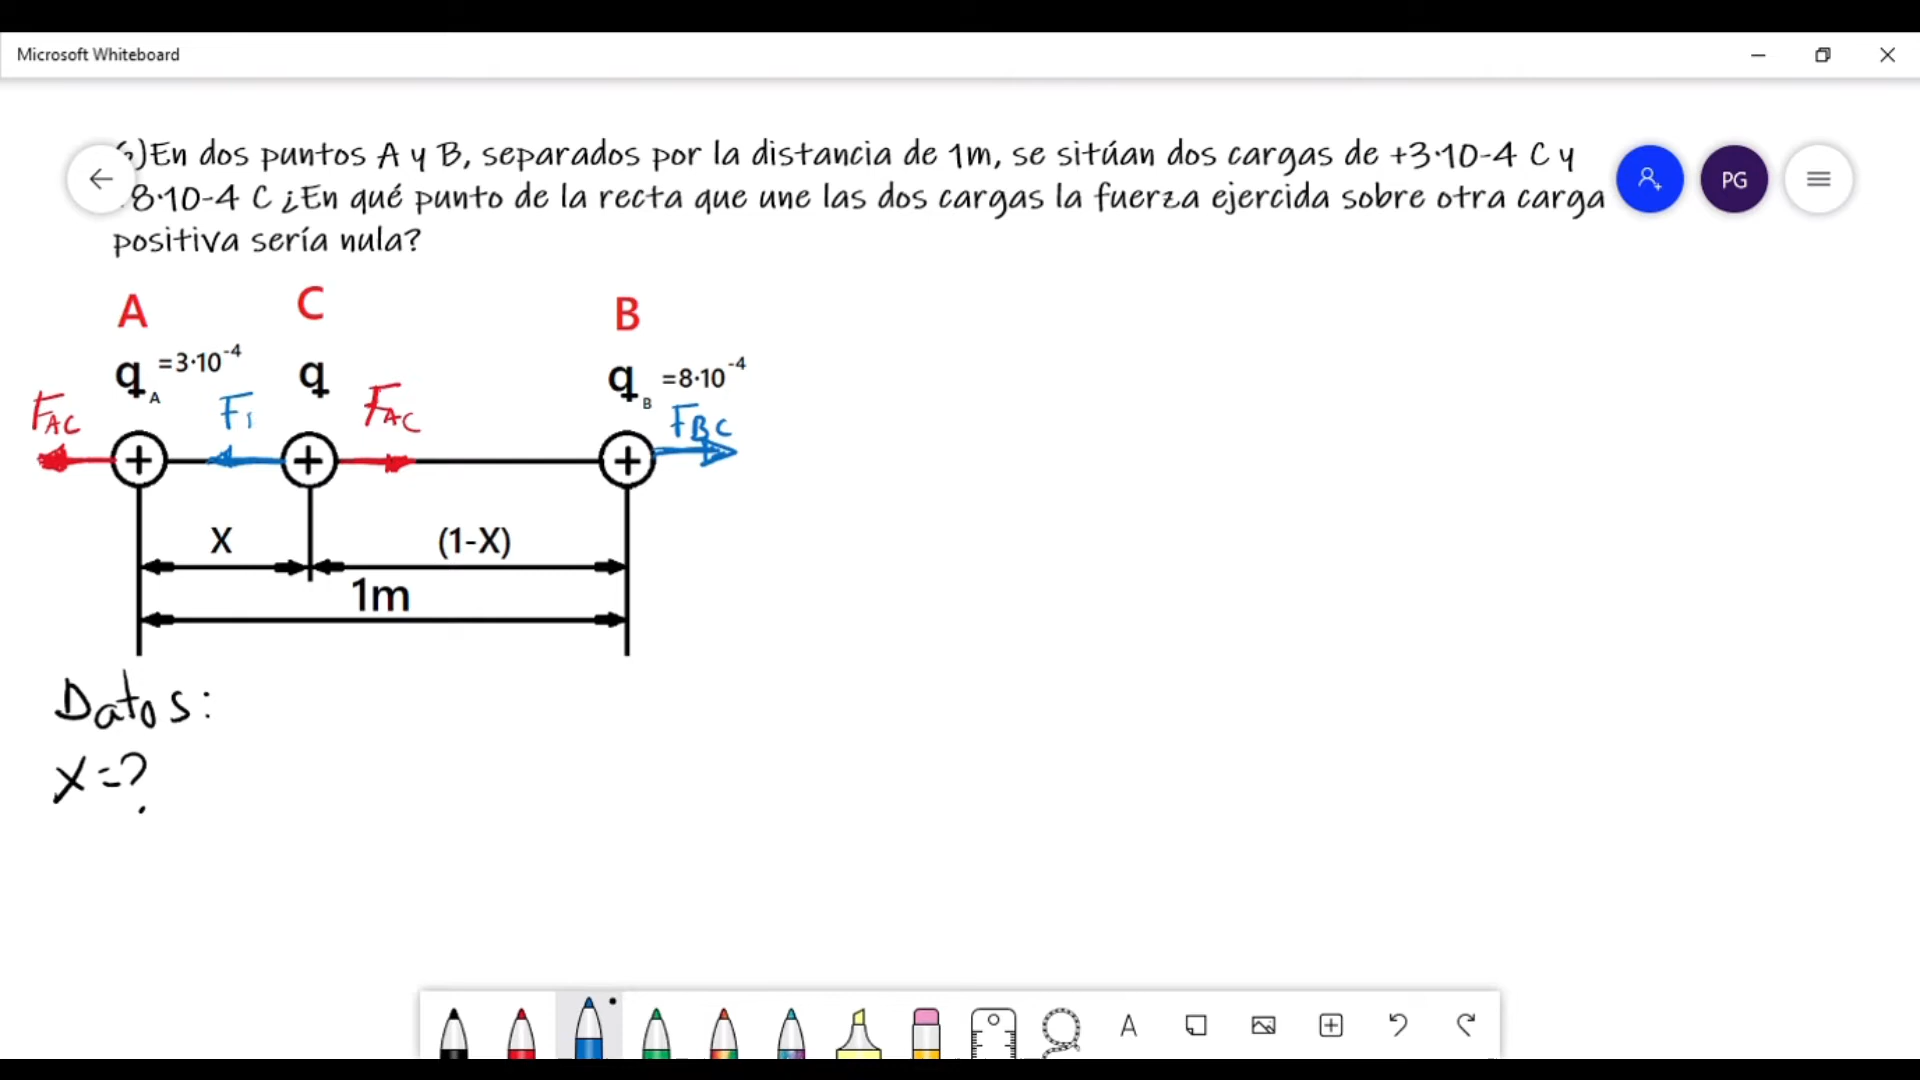 Microsoft Whiteboard
6)En dos puntos A y B, separados por la distancia de 1m, se sitúan dos cargas de +3·10-4 C y
8·10-4 C ¿En qué punto de la recta que une las dos cargas la fuerza ejercida sobre otra carga
positiva sería nula?
PG
A C B
q A =3·10-4 q q B =8·10-4
FAC F1 FAC FBC
+ + +
X (1-X)
1m
Datos:
X=?
A